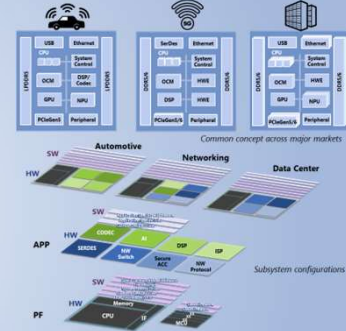 5G
USB
Ethernet
CPU
System Control
LPDDR5
OCM
DSP/ Codec
GPU
NPU
PCIeGen5
Peripheral
SerDes
Ethernet
CPU
System Control
DDR5/6
OCM
HWE
DSP
HWE
PCIeGen5/6
Peripheral
DDR5/6
USB
Ethernet
CPU
System Control
DDR5/6
OCM
HWE
GPU
NPU
PCIeGen5/6
Peripheral
DDR5/6
Common concept across major markets
Automotive
Networking
Data Center
SW
HW
SW
HW
APP
CODEC
AI
DSP
ISP
SERDES
HW Switch
Secure ACC
NW Protocol
Subsystem configurations
SW
HW
PF
Memory
CPU
IF
MCU